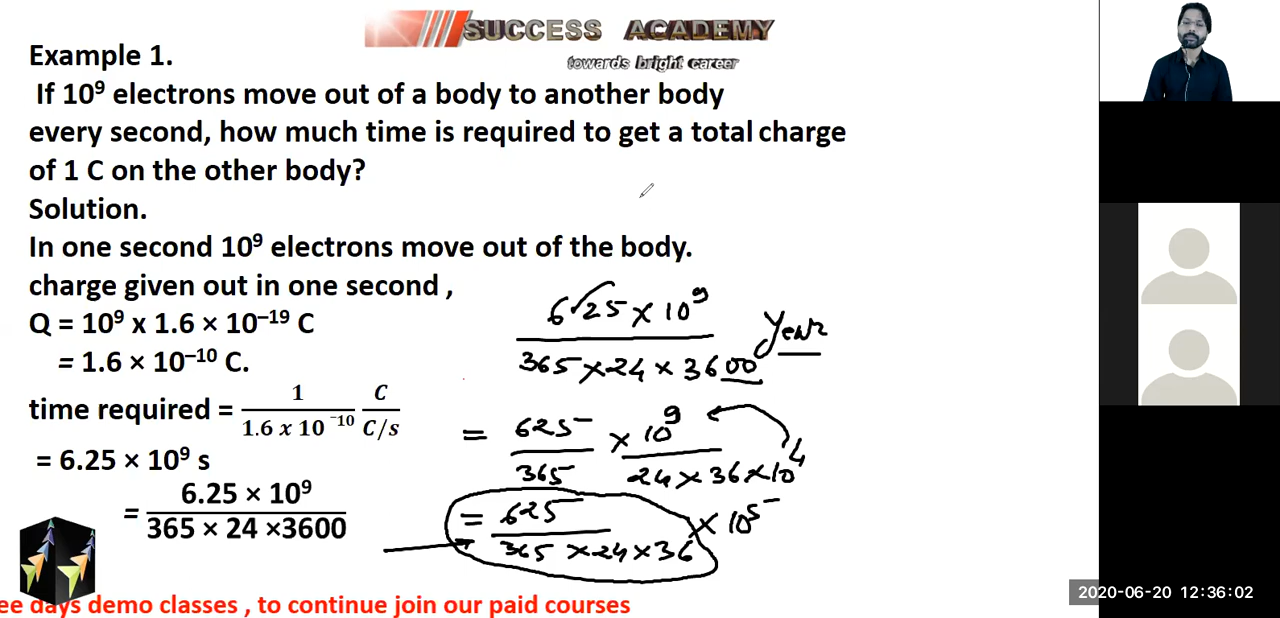 SUCCESS ACADEMY
towards bright career
Example 1.
If 10⁹ electrons move out of a body to another body
every second, how much time is required to get a total charge
of 1 C on the other body?
Solution.
In one second 10⁹ electrons move out of the body.
charge given out in one second ,
Q = 10⁹ x 1.6 × 10⁻¹⁹ C
= 1.6 × 10⁻¹⁰ C.
time required = 1 / 1.6 x 10⁻¹⁰ C / C/s
= 6.25 × 10⁹ s
= 6.25 × 10⁹ / 365 × 24 ×3600
6.25 × 10⁹ / 365 × 24 × 3600 year
= 625 / 365 × 10⁹ / 24 × 36 × 10⁴
= 625 / 365 × 24 × 36 × 10⁵
ee days demo classes , to continue join our paid courses
2020-06-20 12:36:02